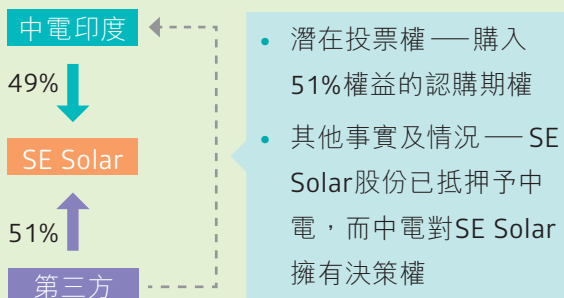 中電印度
49%
SE Solar
51%
第三方
• 潛在投票權 — 購入
51%權益的認購期權
• 其他事實及情況 — SE
Solar股份已抵押予中
電，而中電對SE Solar
擁有決策權